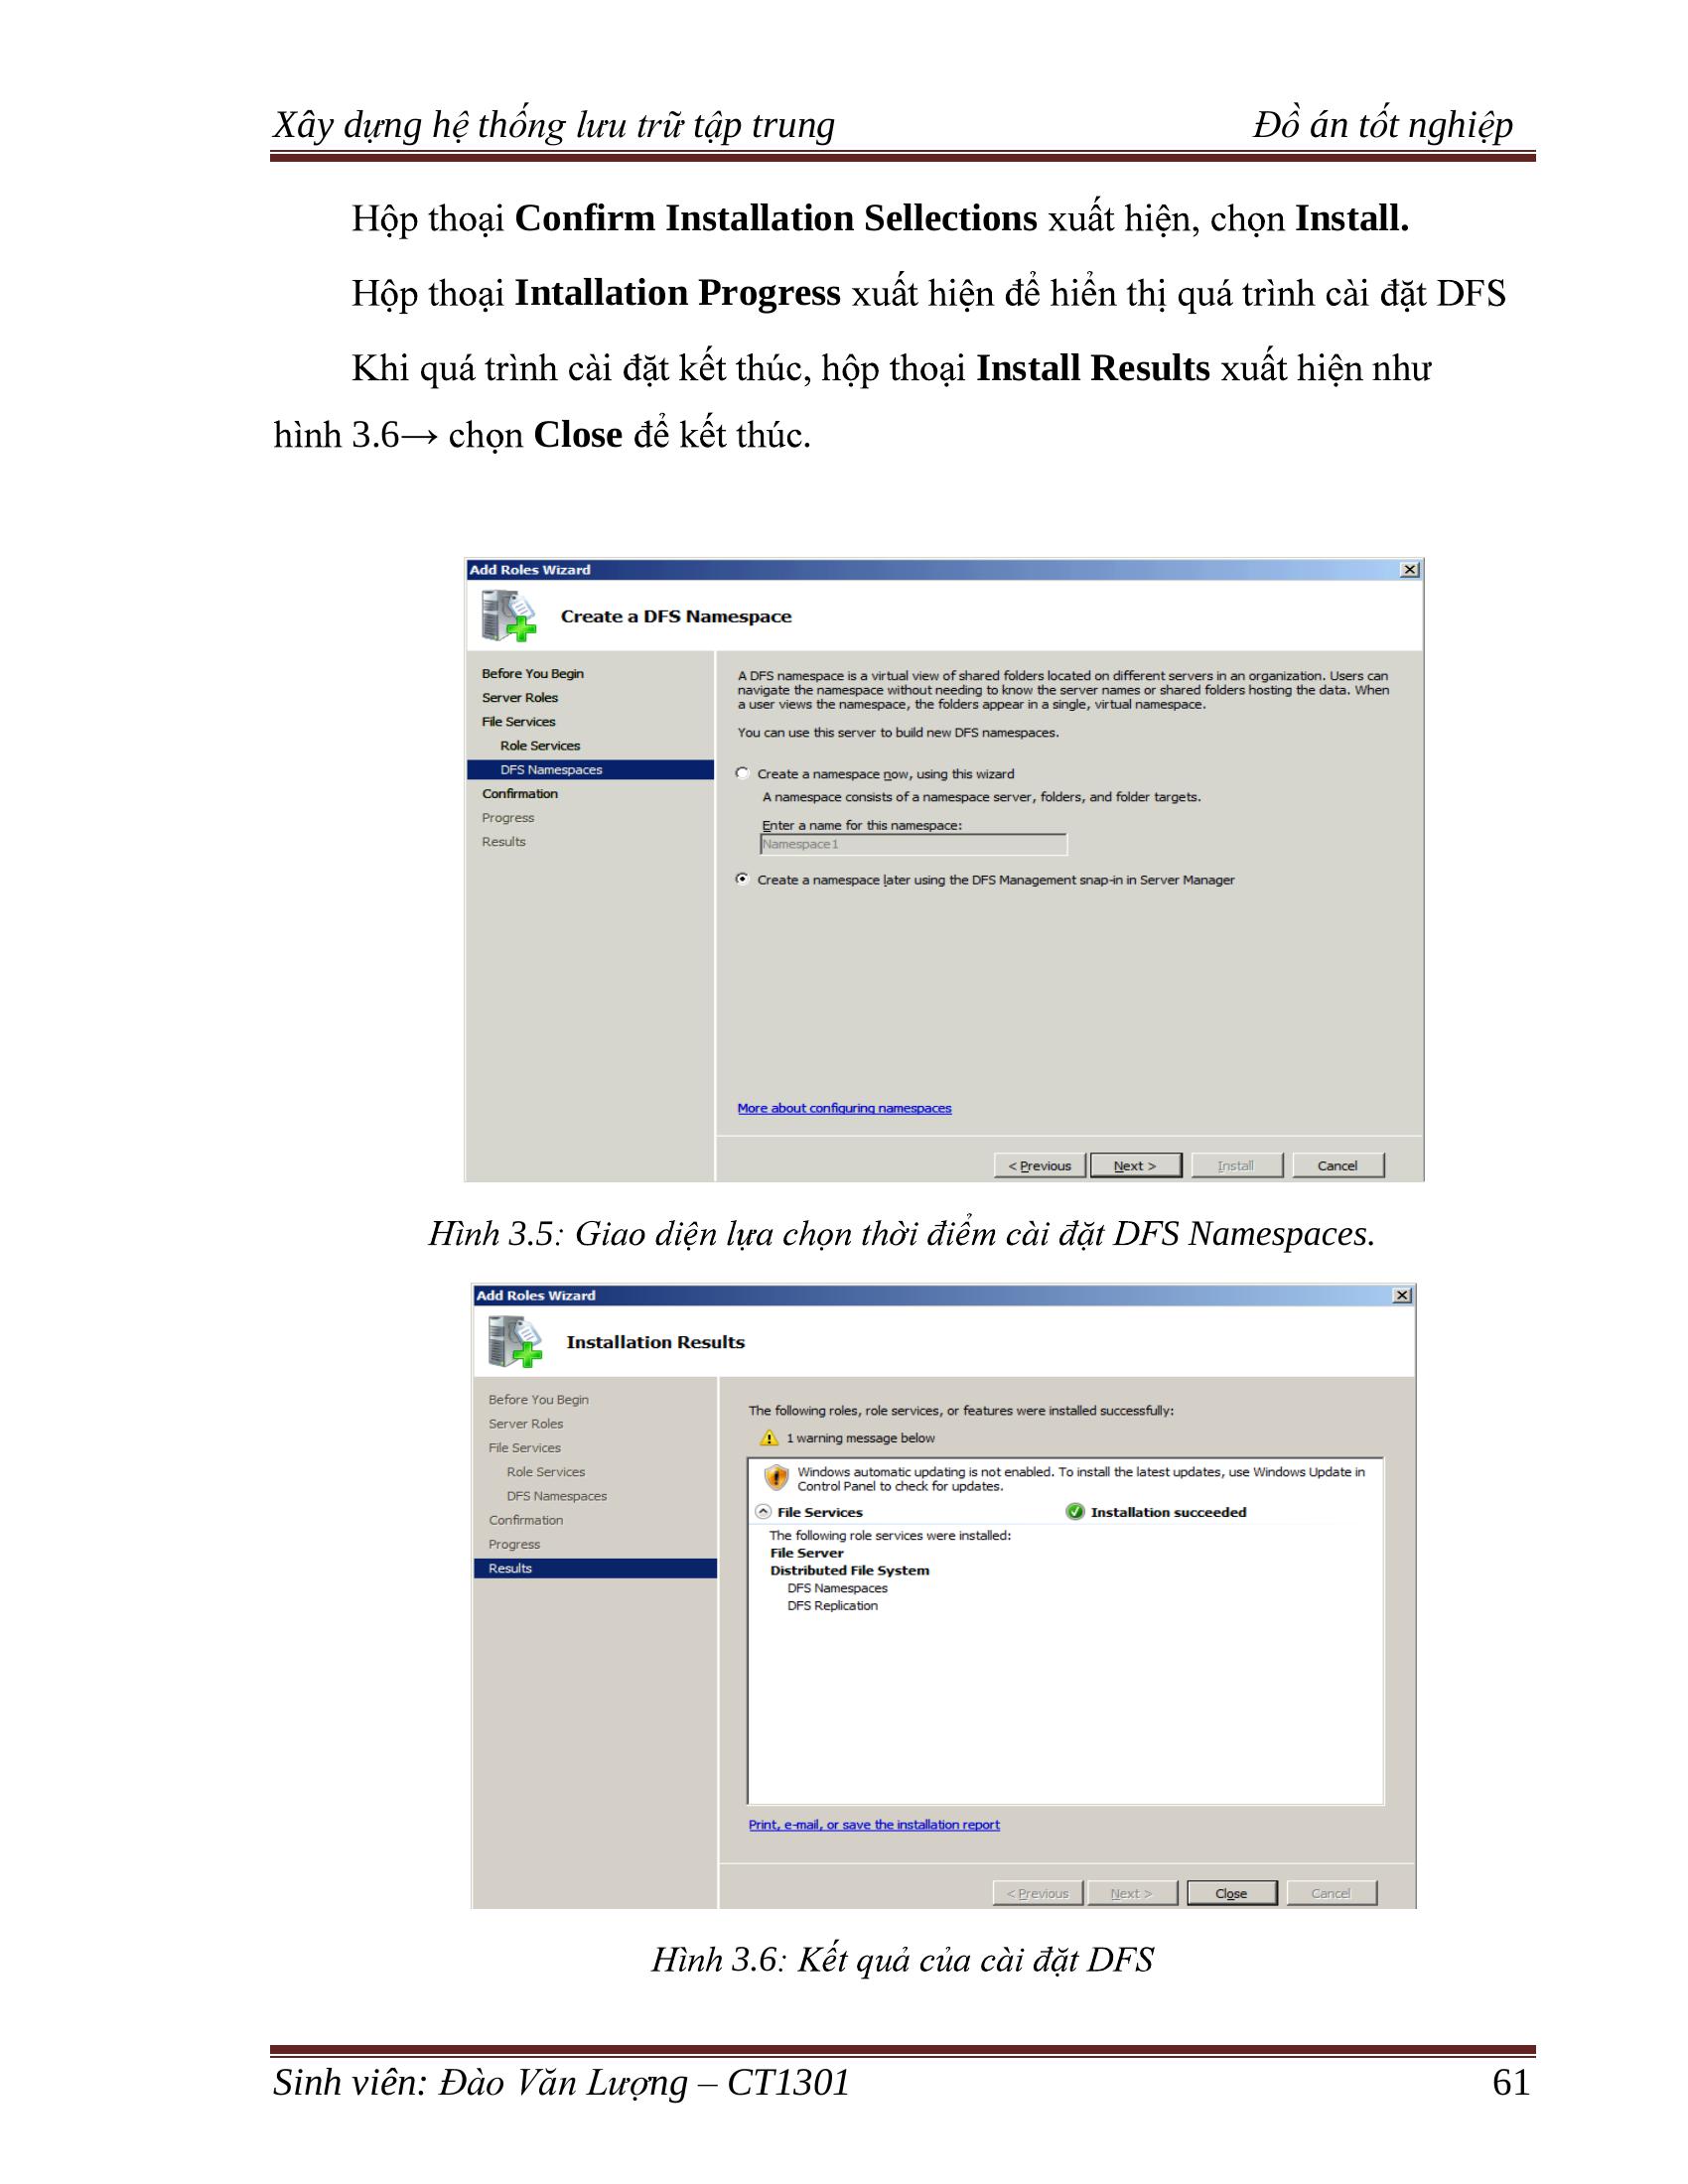 Xây dựng hệ thống lưu trữ tập trung Đồ án tốt nghiệp
Hộp thoại Confirm Installation Sellections xuất hiện, chọn Install.
Hộp thoại Intallation Progress xuất hiện để hiển thị quá trình cài đặt DFS
Khi quá trình cài đặt kết thúc, hộp thoại Install Results xuất hiện như
hình 3.6→ chọn Close để kết thúc.
Add Roles Wizard
Create a DFS Namespace
Before You Begin
Server Roles
File Services
Role Services
DFS Namespaces
Confirmation
Progress
Results
A DFS namespace is a virtual view of shared folders located on different servers in an organization. Users can
navigate the namespace without needing to know the server names or shared folders hosting the data. When
a user views the namespace, the folders appear in a single, virtual namespace.
You can use this server to build new DFS namespaces.
Create a namespace now, using this wizard
A namespace consists of a namespace server, folders, and folder targets.
Enter a name for this namespace:
Namespace1
Create a namespace later using the DFS Management snap-in in Server Manager
More about configuring namespaces
< Previous Next > Install Cancel
Hình 3.5: Giao diện lựa chọn thời điểm cài đặt DFS Namespaces.
Add Roles Wizard
Installation Results
Before You Begin
Server Roles
File Services
Role Services
DFS Namespaces
Confirmation
Progress
Results
The following roles, role services, or features were installed successfully:
1 warning message below
Windows automatic updating is not enabled. To install the latest updates, use Windows Update in
Control Panel to check for updates.
File Services Installation succeeded
The following role services were installed:
File Server
Distributed File System
DFS Namespaces
DFS Replication
Print, e-mail, or save the installation report
< Previous Next > Close Cancel
Hình 3.6: Kết quả của cài đặt DFS
Sinh viên: Đào Văn Lượng – CT1301 61